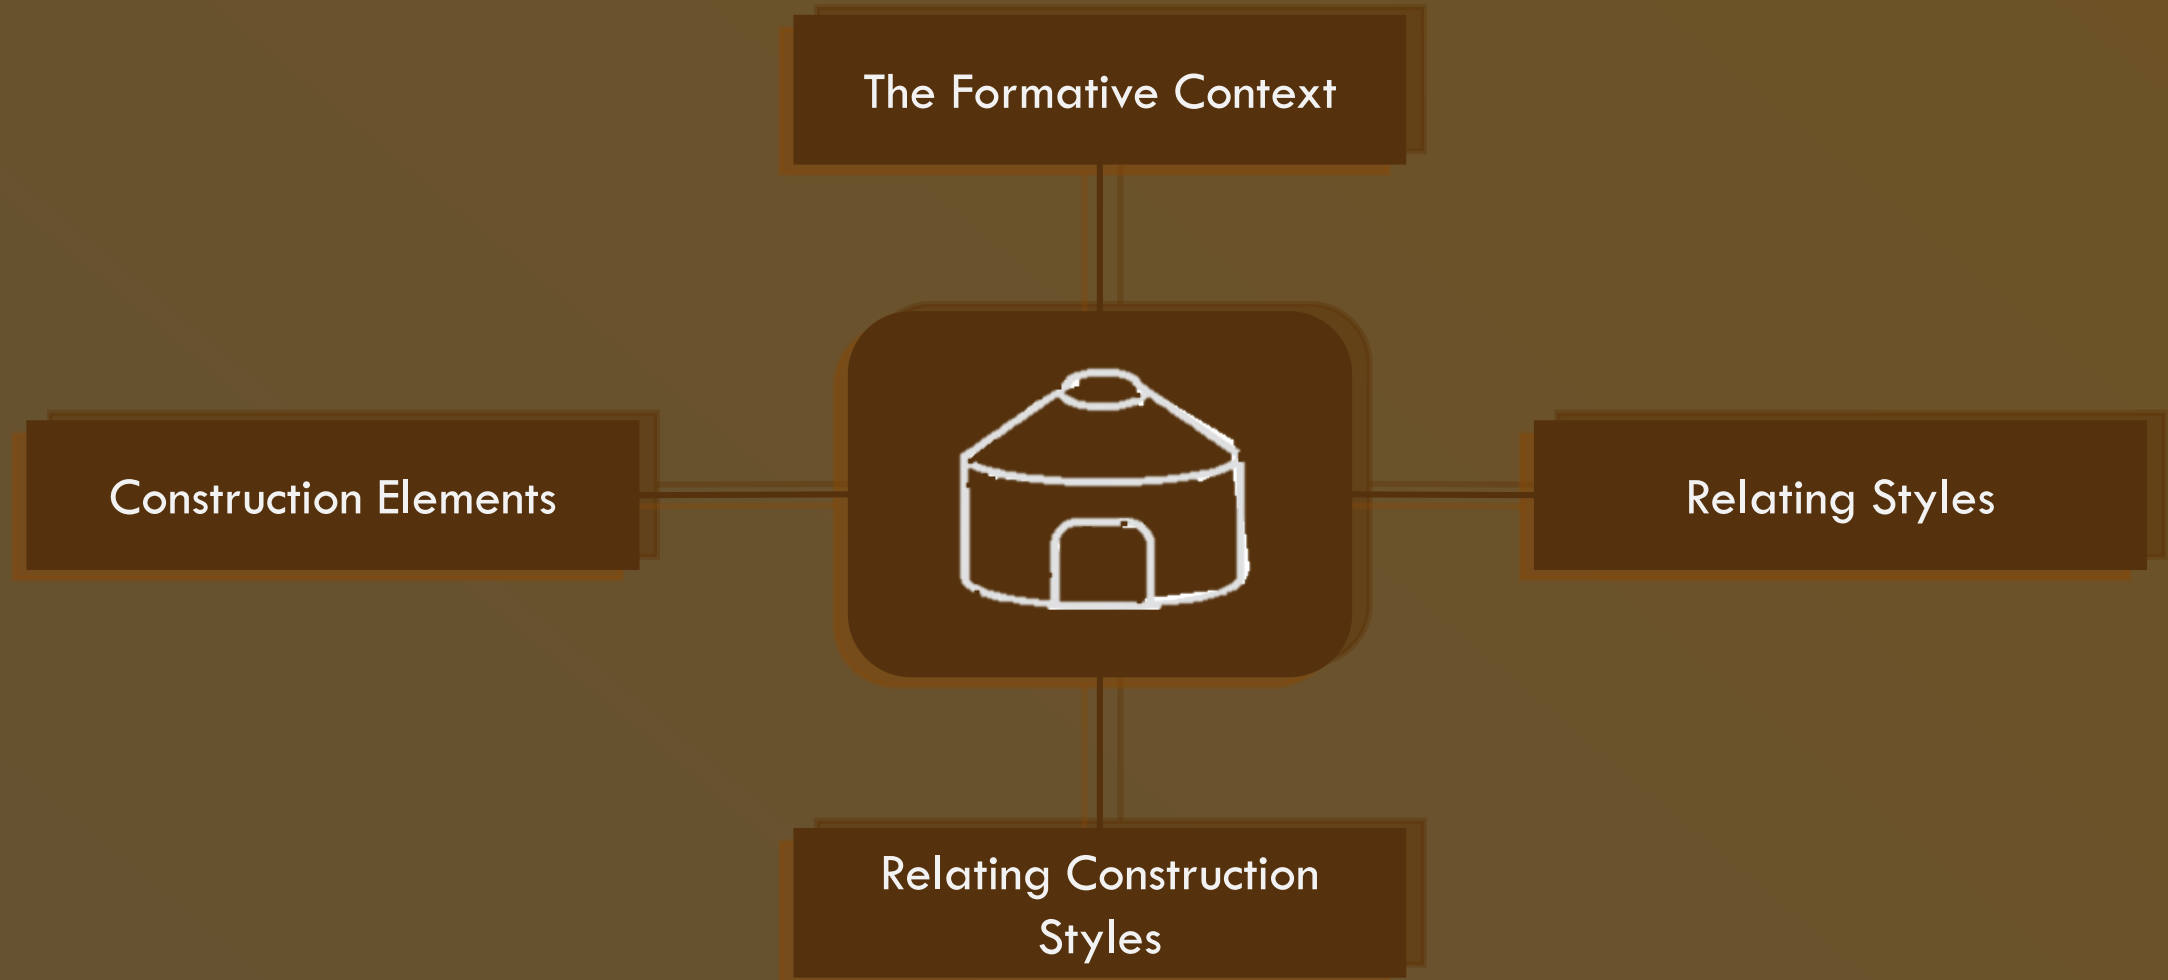 The Formative Context
Construction Elements
Relating Styles
Relating Construction
Styles